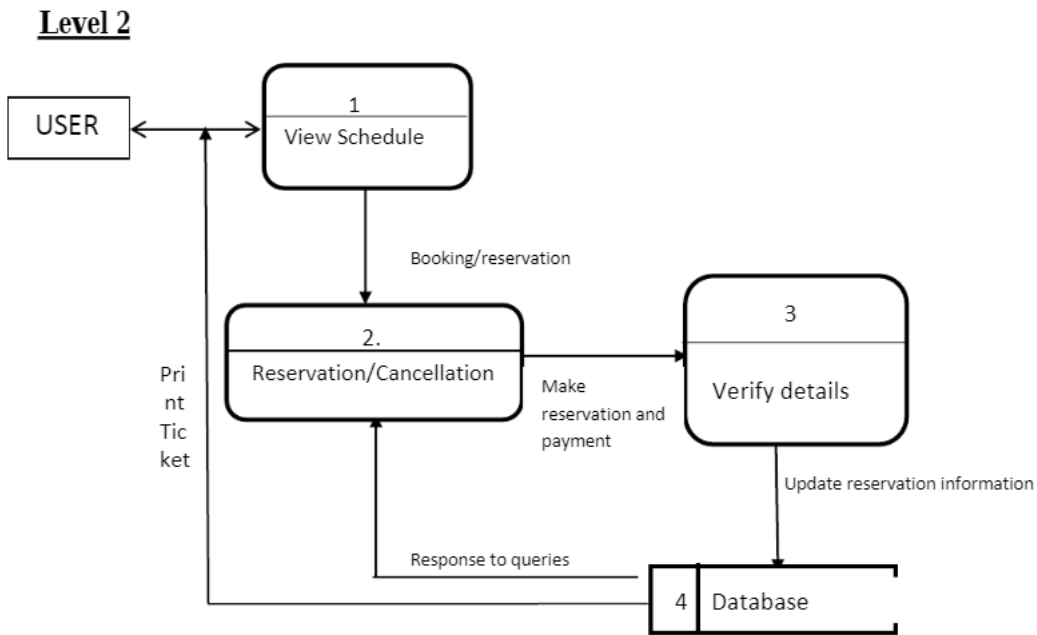 Level 2
USER
1
View Schedule
Booking/reservation
2.
Reservation/Cancellation
3
Verify details
Make
reservation and
payment
Pri
nt
Tic
ket
Update reservation information
Response to queries
4
Database